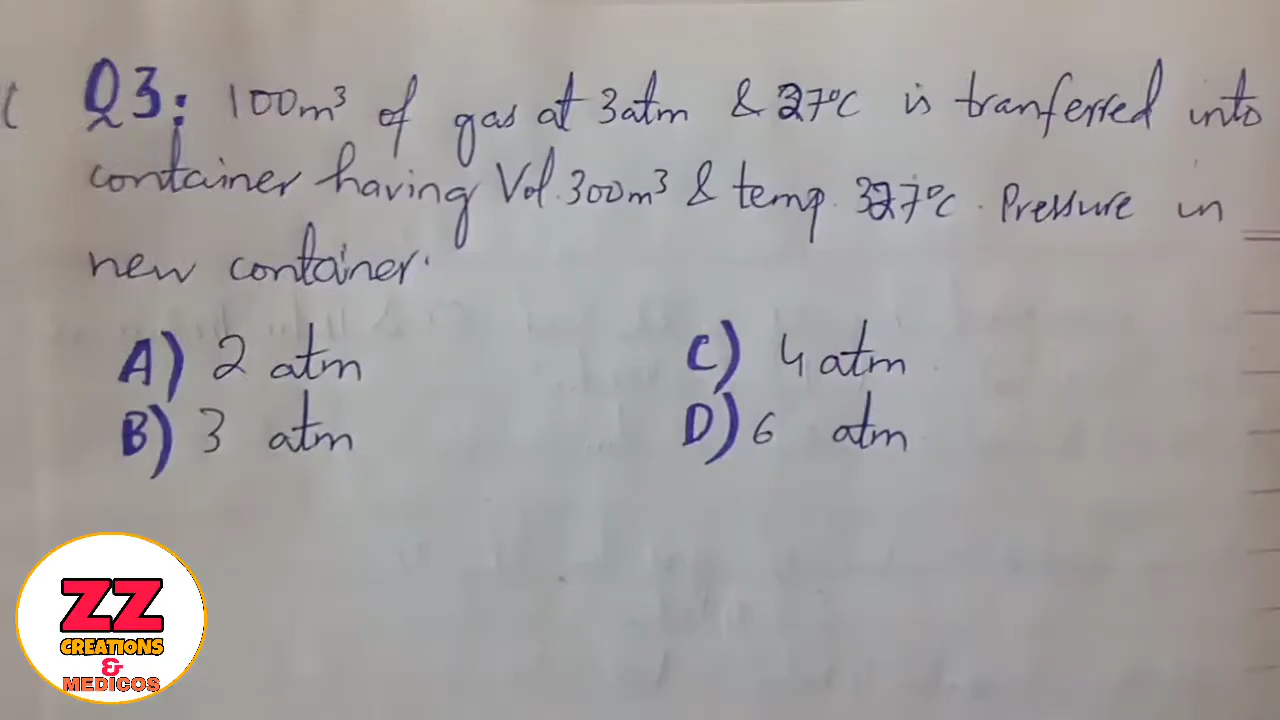 Q3: 100m³ of gas at 3atm & 27°C is tranferred into
container having Vol. 300m³ & temp. 327°C. Pressure in
new container.
A) 2 atm
C) 4 atm
B) 3 atm
D) 6 atm
ZZ
CREATIONS
&
MEDICOS